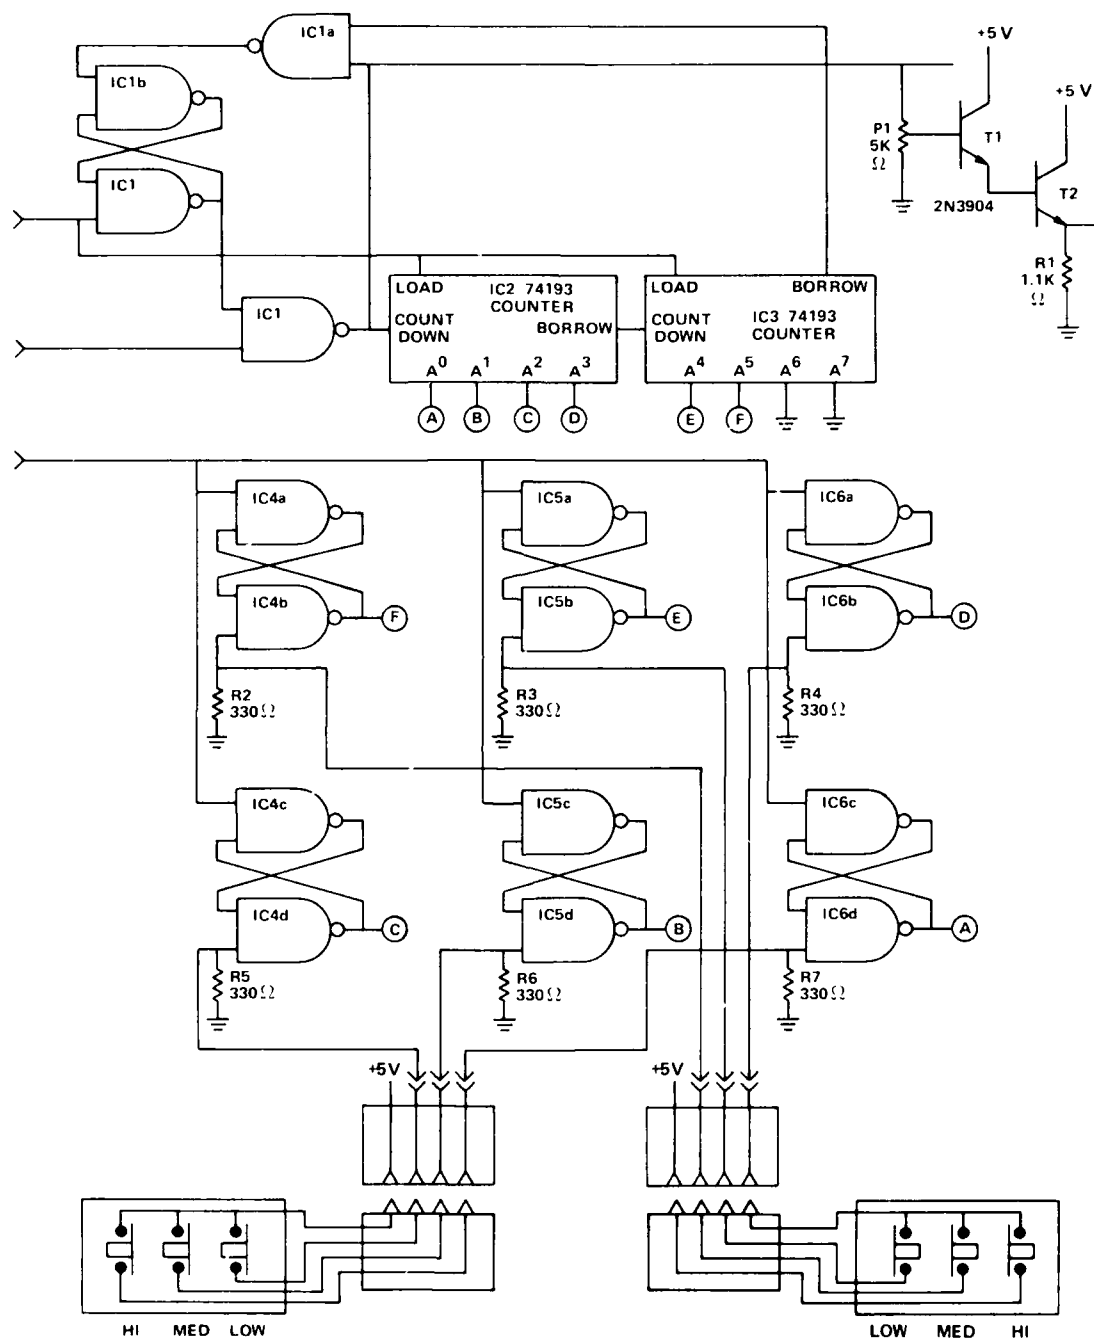 IC1a
+5 V
IC1b
+5 V
P1
5K
Ω
T1
IC1
2N3904
T2
R1
1.1K
Ω
LOAD
IC2 74193
COUNTER
COUNT
DOWN
BORROW
A0 A1 A2 A3
LOAD
BORROW
IC3 74193
COUNTER
COUNT
DOWN
A4 A5 A6 A7
IC1
A B C D E F
IC4a IC5a IC6a
IC4b IC5b IC6b
F E D
R2
330Ω
R3
330Ω
R4
330Ω
IC4c IC5c IC6c
IC4d IC5d IC6d
C B A
R5
330Ω
R6
330Ω
R7
330Ω
+5V +5V
HI MED LOW LOW MED HI